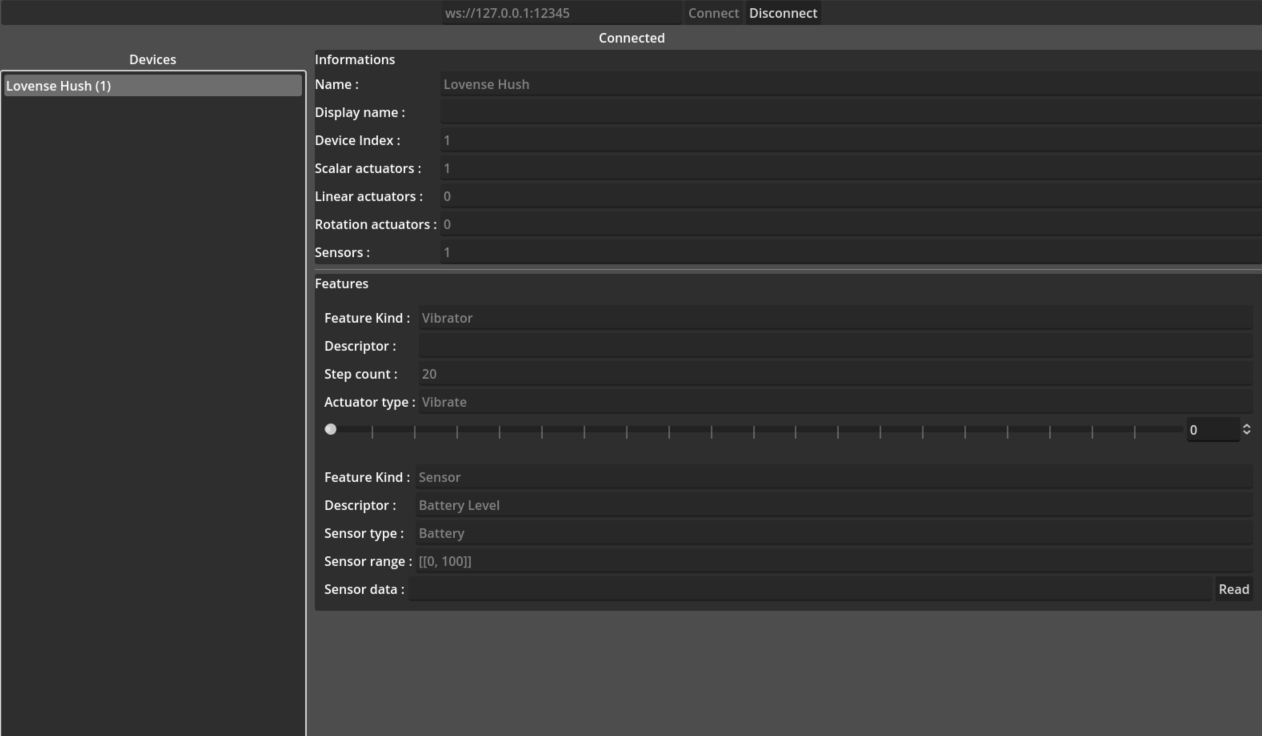 ws://127.0.0.1:12345 Connect Disconnect
Connected
Devices
Lovense Hush (1)
Informations
Name : Lovense Hush
Display name :
Device Index : 1
Scalar actuators : 1
Linear actuators : 0
Rotation actuators : 0
Sensors : 1
Features
Feature Kind : Vibrator
Descriptor :
Step count : 20
Actuator type : Vibrate
0
Feature Kind : Sensor
Descriptor : Battery Level
Sensor type : Battery
Sensor range : [[0, 100]]
Sensor data : Read